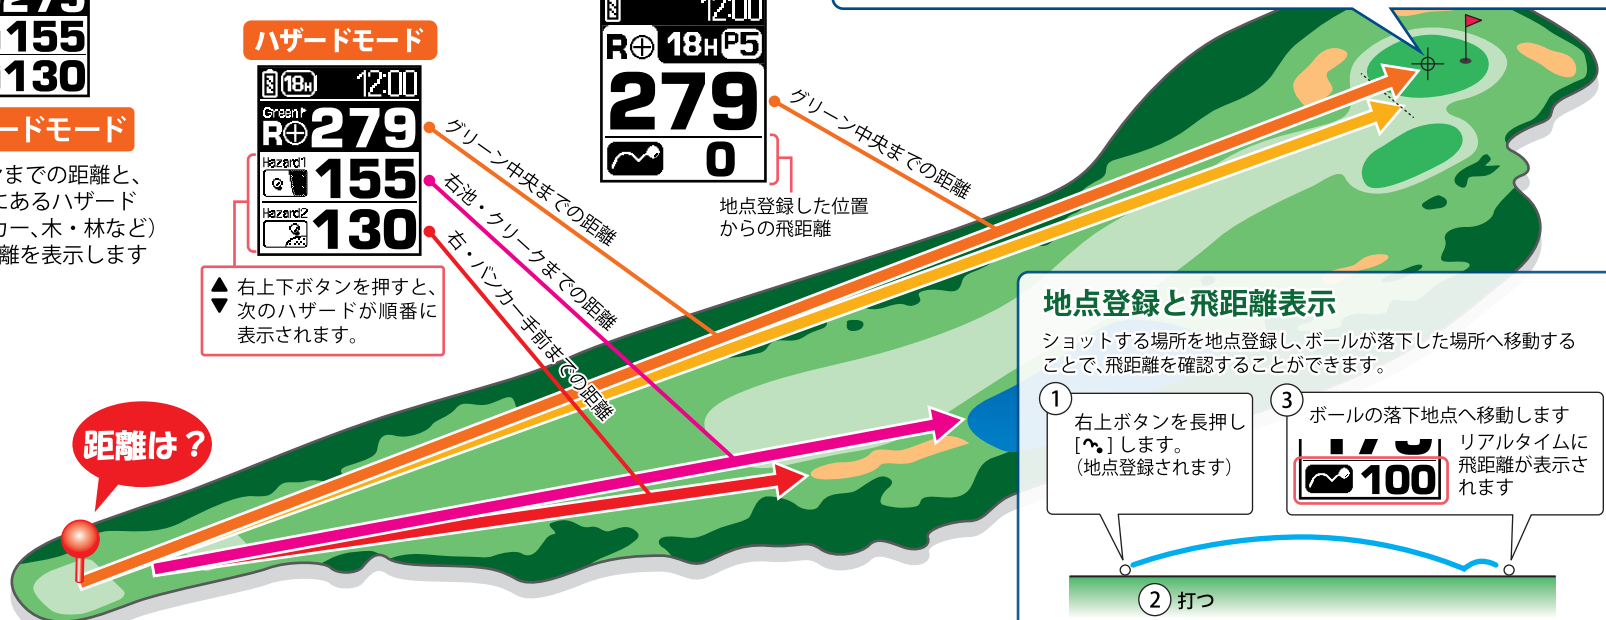 155
130
ードモード
までの距離と、
にあるハザード
カー、木・林など）
離を表示します
ハザードモード
18H 12:00
Green
R 279
Hazard1
155
Hazard2
130
右上下ボタンを押すと、
次のハザードが順番に
表示されます。
12:00
R 18H P5
279
0
地点登録した位置
からの飛距離
グリーン中央までの距離
グリーン中央までの距離
右池・クリークまでの距離
右・バンカー手前までの距離
距離は？
地点登録と飛距離表示
ショットする場所を地点登録し、ボールが落下した場所へ移動する
ことで、飛距離を確認することができます。
1
右上ボタンを長押し
[ ] します。
（地点登録されます）
3
ボールの落下地点へ移動します
100
リアルタイムに
飛距離が表示さ
れます
2 打つ